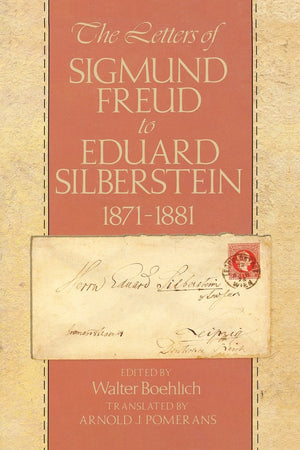 The Letters of
SIGMUND
FREUD
to
EDUARD
SILBERSTEIN
1871-1881
Herrn Eduard Silberstein
Leipzig
EDITED BY
Walter Boehlich
TRANSLATED BY
ARNOLD J. POMERANS